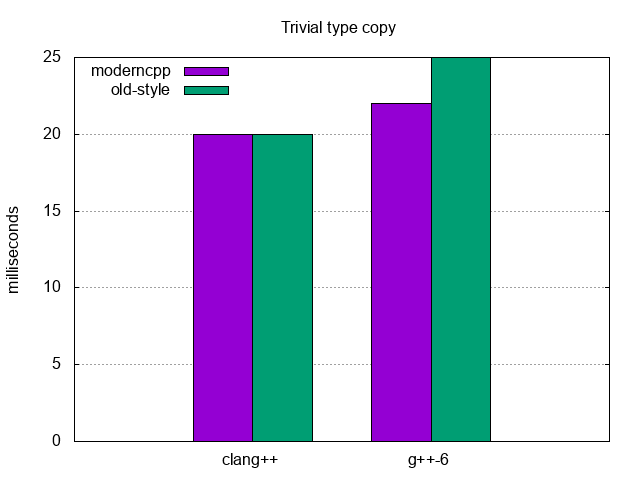 Trivial type copy
25
20
15
10
5
0
milliseconds
moderncpp
old-style
clang++
g++-6